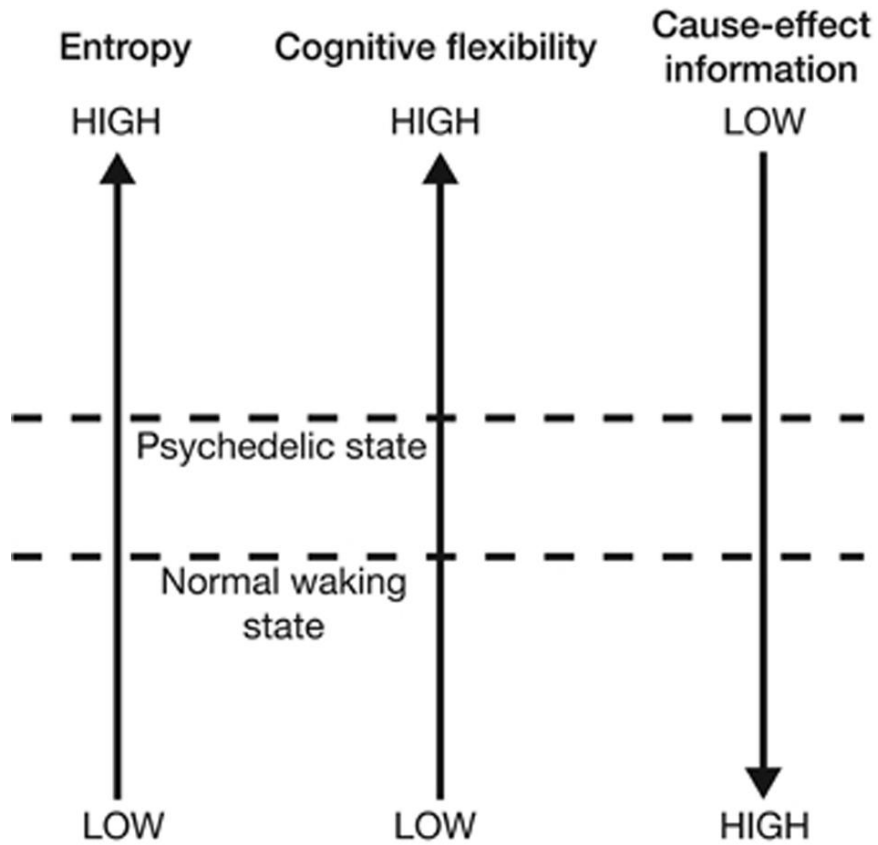 Entropy
Cognitive flexibility
Cause-effect
information
HIGH
HIGH
LOW
Psychedelic state
Normal waking
state
LOW
LOW
HIGH